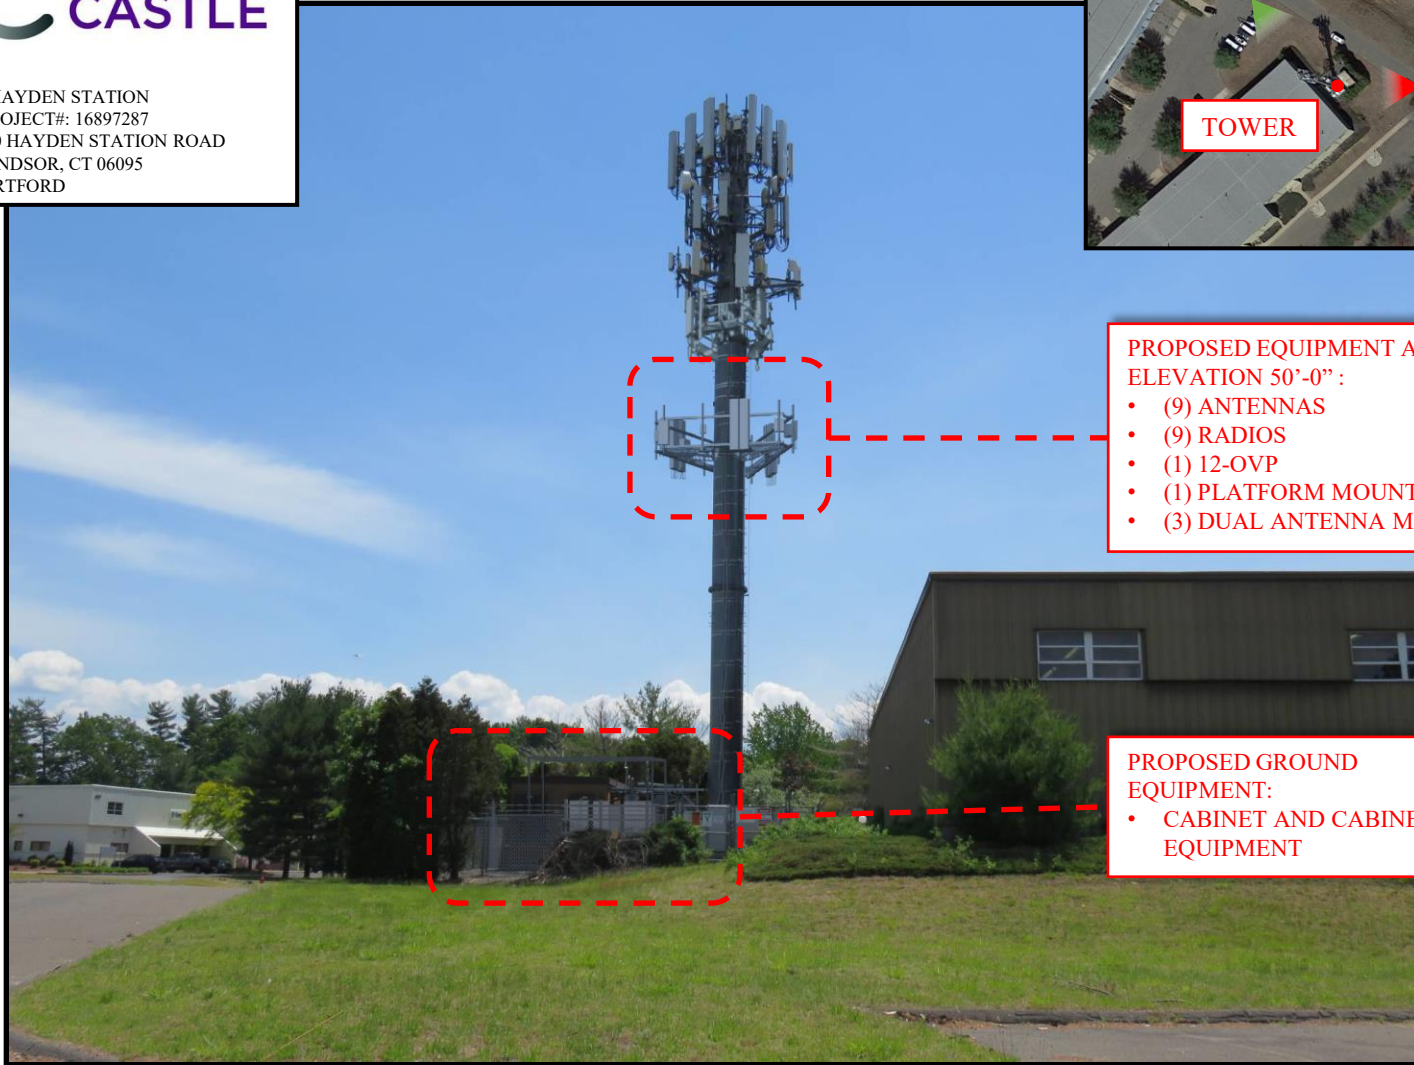 CASTLE
AYDEN STATION
OJECT#: 16897287
HAYDEN STATION ROAD
NDSOR, CT 06095
RTFORD
TOWER
PROPOSED EQUIPMENT A
ELEVATION 50’-0” :
• (9) ANTENNAS
• (9) RADIOS
• (1) 12-OVP
• (1) PLATFORM MOUNT
• (3) DUAL ANTENNA M
PROPOSED GROUND
EQUIPMENT:
• CABINET AND CABINE
EQUIPMENT